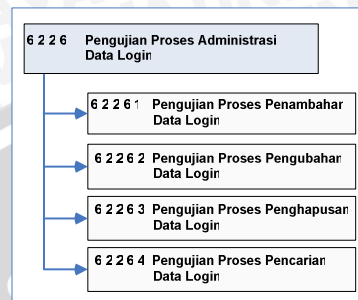 6 2 2 6 Pengujian Proses Administrasi
Data Login
6 2 2 6 1 Pengujian Proses Penambahan
Data Login
6 2 2 6 2 Pengujian Proses Pengubahan
Data Login
6 2 2 6 3 Pengujian Proses Penghapusan
Data Login
6 2 2 6 4 Pengujian Proses Pencarian
Data Login